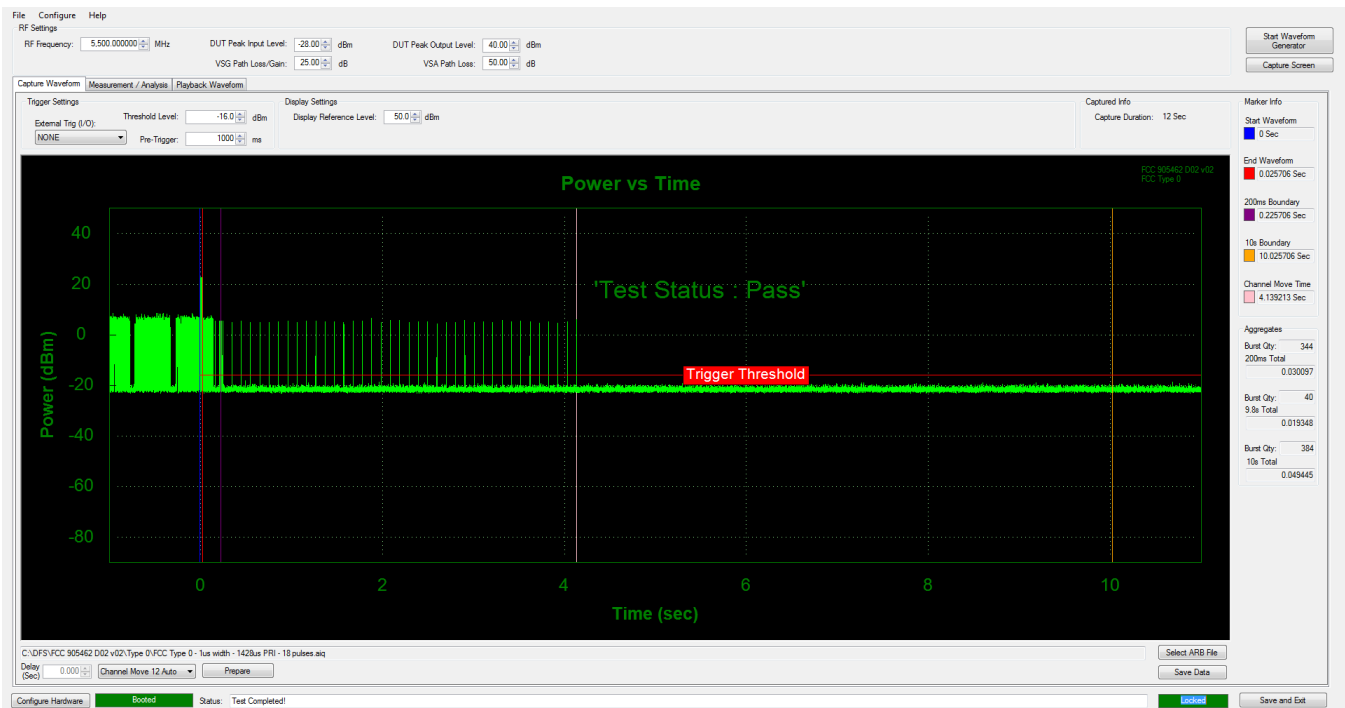 File Configure Help
RF Settings
RF Frequency: 5,500.000000 MHz DUT Peak Input Level: -28.00 dBm DUT Peak Output Level: 40.00 dBm
VSG Path Loss/Gain: 25.00 dB VSA Path Loss: 50.00 dB
Start Waveform
Generator
Capture Screen
Capture Waveform Measurement / Analysis Playback Waveform
Trigger Settings
External Trig (I/O):
NONE
Threshold Level: -16.0 dBm
Pre-Trigger: 1000 ms
Display Settings
Display Reference Level: 50.0 dBm
Captured Info
Capture Duration: 12 Sec
Power vs Time
FCC 905462 D02 v02
FCC Type 0
'Test Status : Pass'
Trigger Threshold
Power (dBm)
40
20
0
-20
-40
-60
-80
0 2 4 6 8 10
Time (sec)
Marker Info
Start Waveform
0 Sec
End Waveform
0.025706 Sec
200ms Boundary
0.225706 Sec
10s Boundary
10.025706 Sec
Channel Move Time
4.139213 Sec
Aggregates
Burst Qty: 344
200ms Total
0.030097
Burst Qty: 40
9.8s Total
0.019348
Burst Qty: 384
10s Total
0.049445
C:\DFS\FCC 905462 D02 v02\Type 0\FCC Type 0 - 1us width - 1428us PRI - 18 pulses.aiq
Select ARB File
Delay
(Sec) 0.000 Channel Move 12 Auto Prepare
Save Data
Configure Hardware Booted Status: Test Completed! Locked Save and Exit